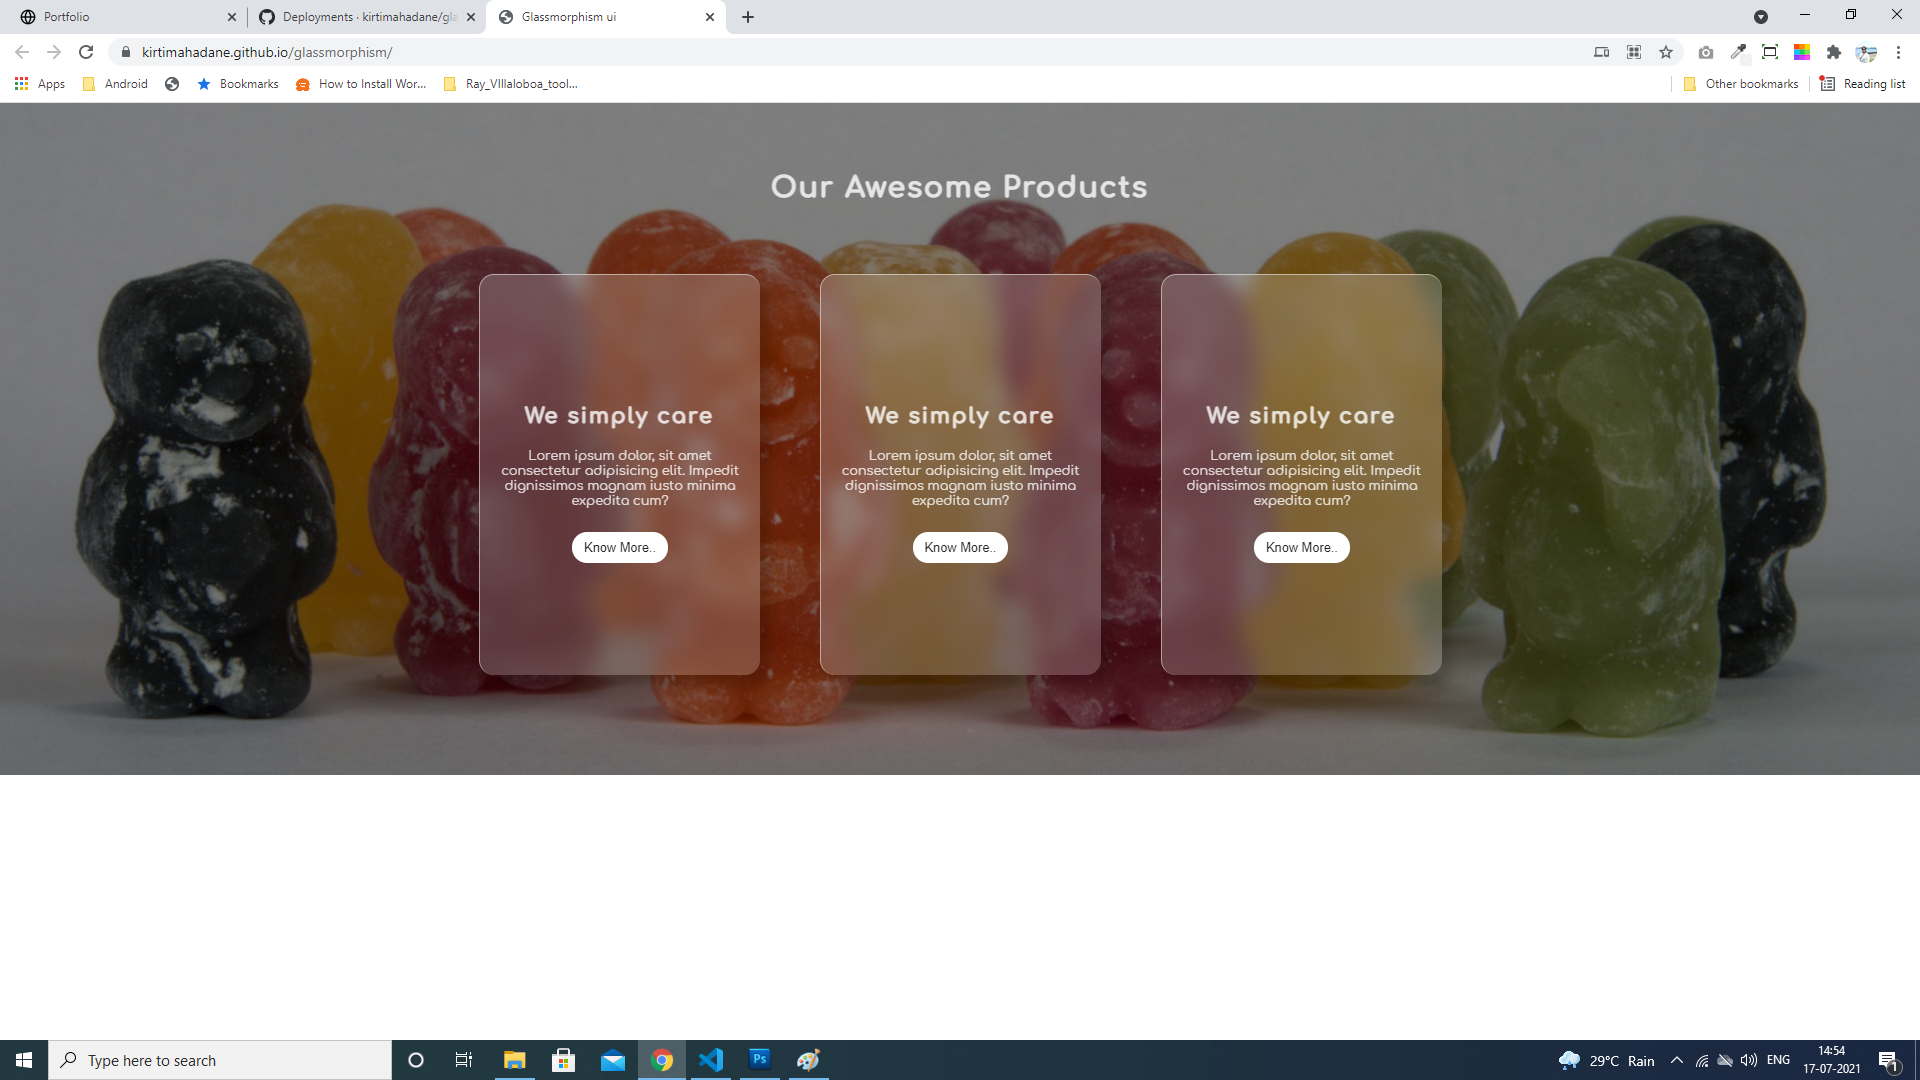 Portfolio
Deployments · kirtimahadane/gla
Glassmorphism ui
kirtimahadane.github.io/glassmorphism/
Apps
Android
Bookmarks
How to Install Wor...
Ray_VIllaloboa_tool...
Other bookmarks
Reading list
Our Awesome Products
We simply care
Lorem ipsum dolor, sit amet
consectetur adipisicing elit. Impedit
dignissimos magnam iusto minima
expedita cum?
Know More..
We simply care
Lorem ipsum dolor, sit amet
consectetur adipisicing elit. Impedit
dignissimos magnam iusto minima
expedita cum?
Know More..
We simply care
Lorem ipsum dolor, sit amet
consectetur adipisicing elit. Impedit
dignissimos magnam iusto minima
expedita cum?
Know More..
Type here to search
Ps
29°C Rain
ENG
14:54
17-07-2021
1